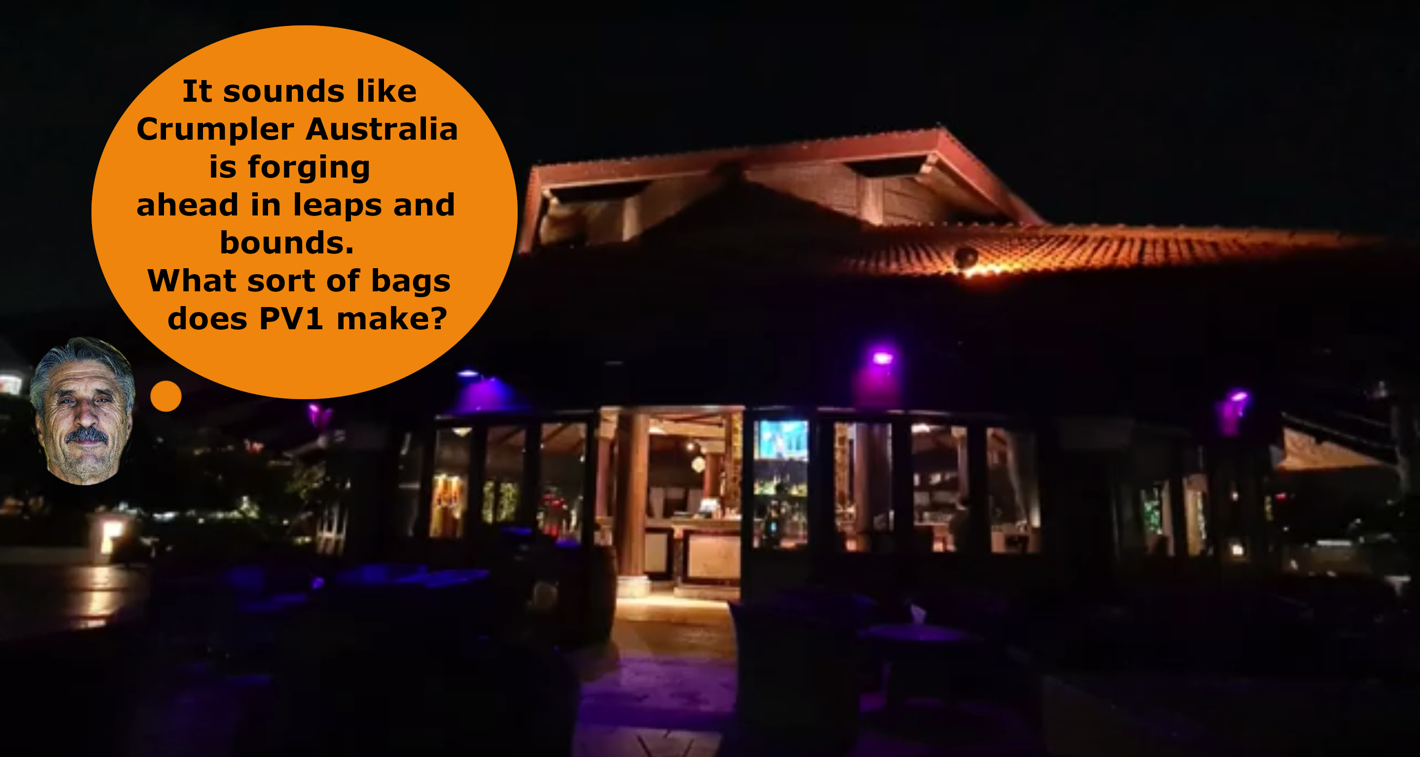 It sounds like
Crumpler Australia
is forging
ahead in leaps and
bounds.
What sort of bags
does PV1 make?